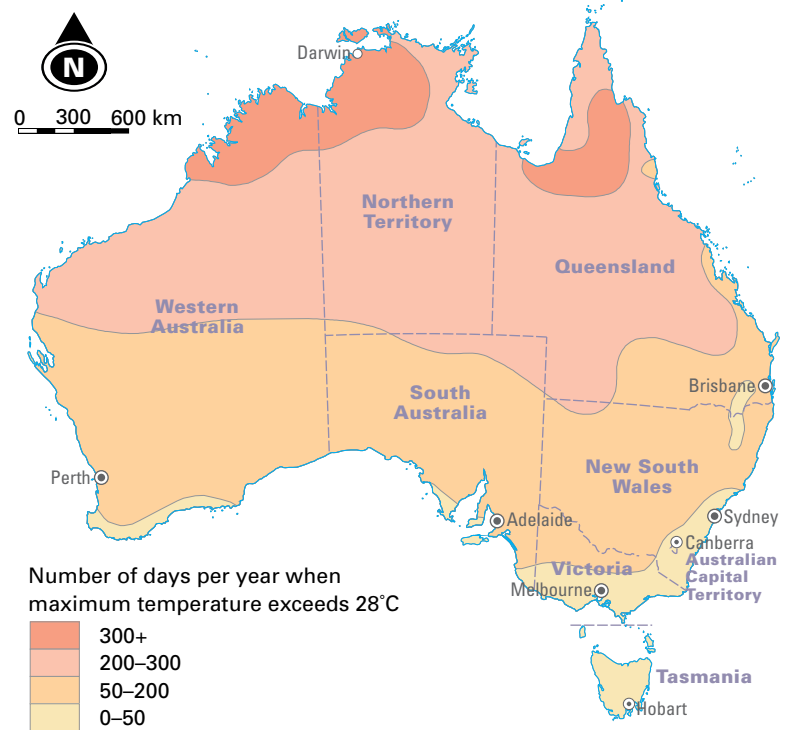 Darwin
N
0 300 600 km
Northern
Territory
Queensland
Western
Australia
South
Australia
Brisbane
New South
Wales
Perth
Adelaide
Sydney
Canberra
Australian
Capital
Territory
Victoria
Melbourne
Tasmania
Hobart
Number of days per year when
maximum temperature exceeds 28°C
300+
200–300
50–200
0–50